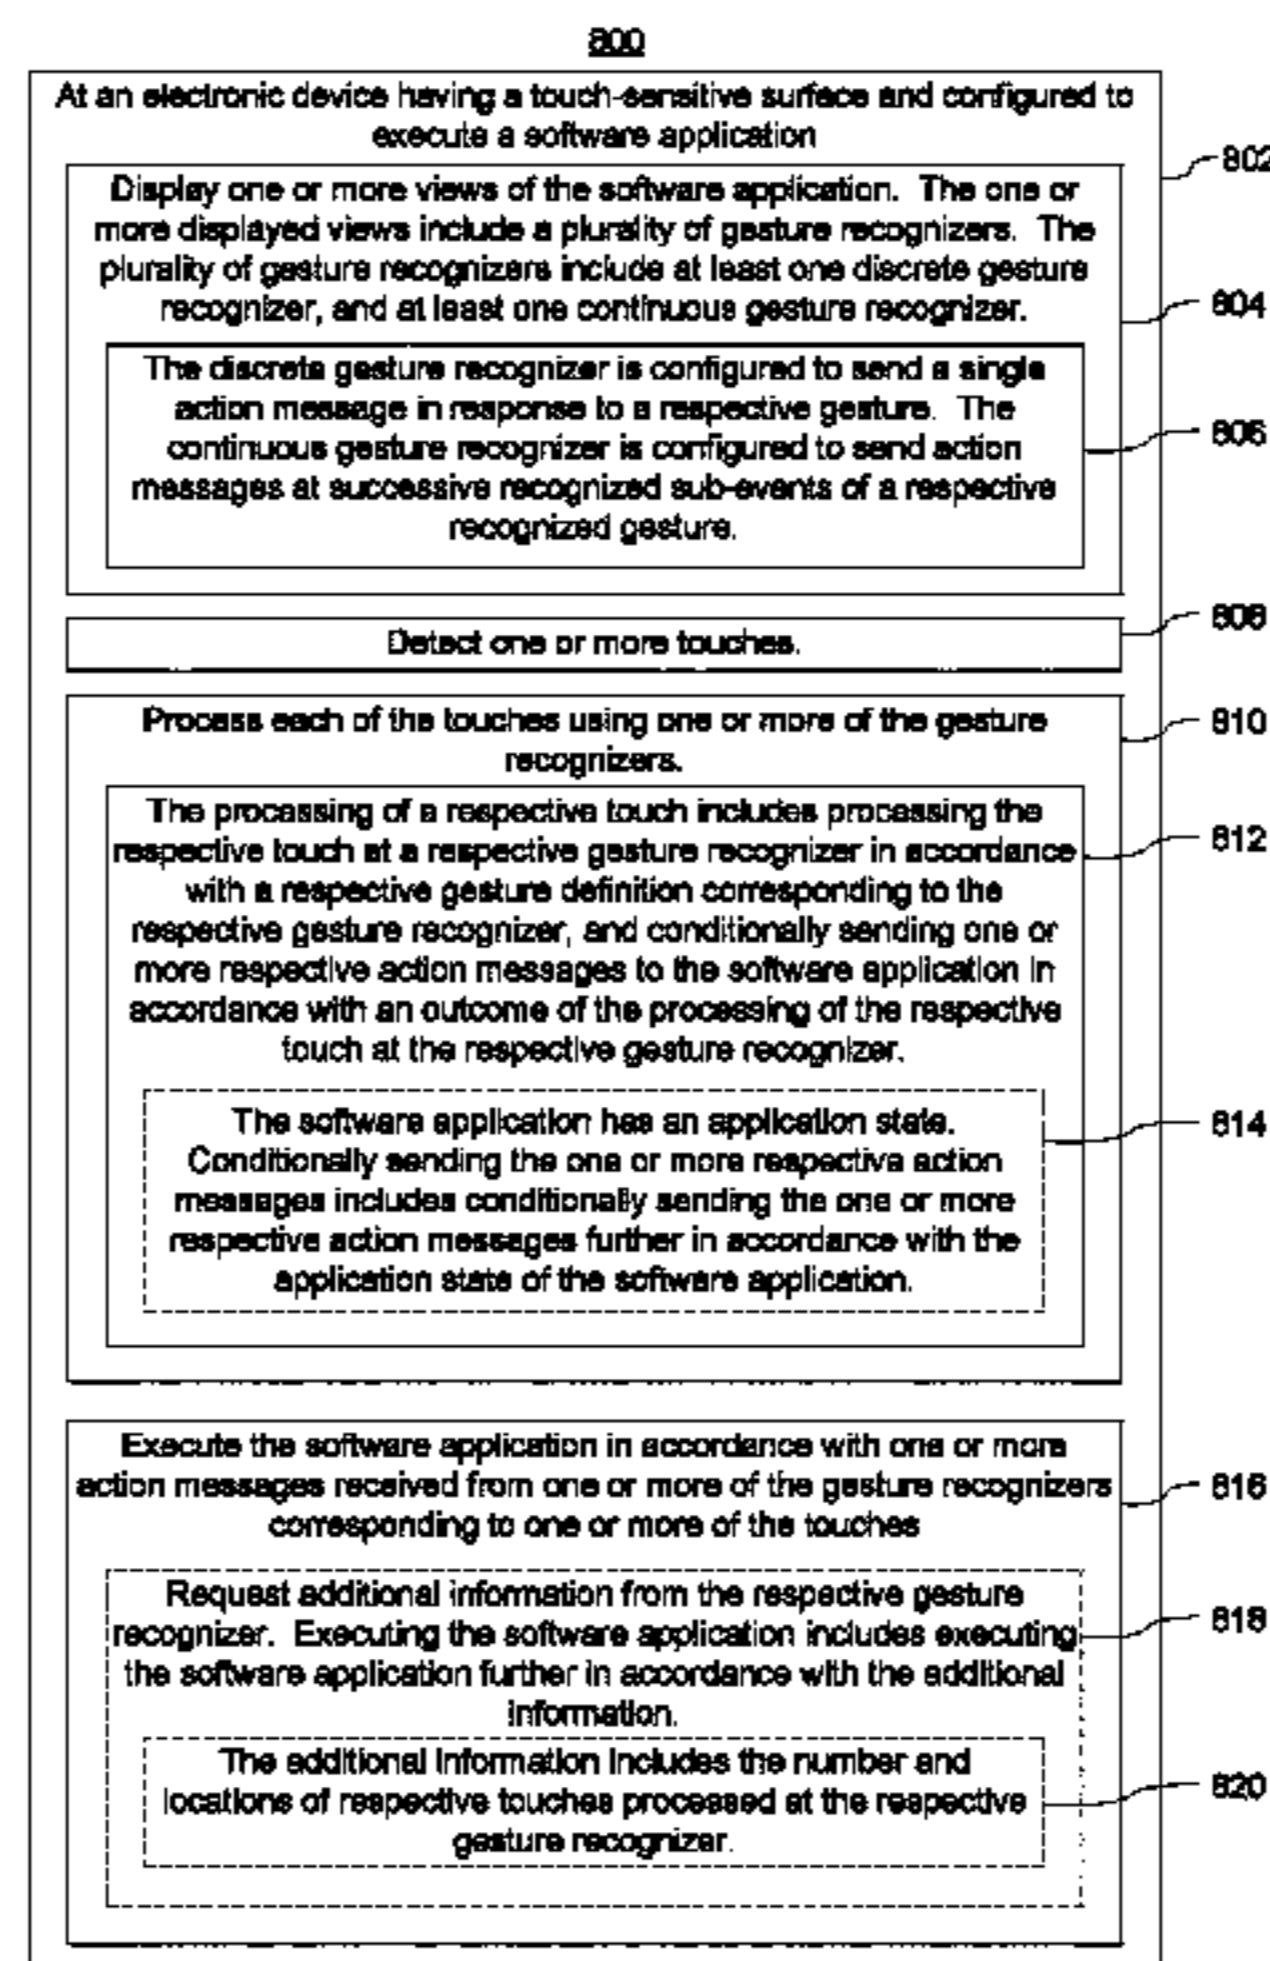 800
At an electronic device having a touch-sensitive surface and configured to
execute a software application
802
Display one or more views of the software application. The one or
more displayed views include a plurality of gesture recognizers. The
plurality of gesture recognizers include at least one discrete gesture
recognizer, and at least one continuous gesture recognizer.
804
The discrete gesture recognizer is configured to send a single
action message in response to a respective gesture. The
continuous gesture recognizer is configured to send action
messages at successive recognized sub-events of a respective
recognized gesture.
806
Detect one or more touches.
808
Process each of the touches using one or more of the gesture
recognizers.
810
The processing of a respective touch includes processing the
respective touch at a respective gesture recognizer in accordance
with a respective gesture definition corresponding to the
respective gesture recognizer, and conditionally sending one or
more respective action messages to the software application in
accordance with an outcome of the processing of the respective
touch at the respective gesture recognizer.
812
The software application has an application state.
Conditionally sending the one or more respective action
messages includes conditionally sending the one or more
respective action messages further in accordance with the
application state of the software application.
814
Execute the software application in accordance with one or more
action messages received from one or more of the gesture recognizers
corresponding to one or more of the touches
816
Request additional information from the respective gesture
recognizer. Executing the software application includes executing
the software application further in accordance with the additional
information.
818
The additional information includes the number and
locations of respective touches processed at the respective
gesture recognizer.
820